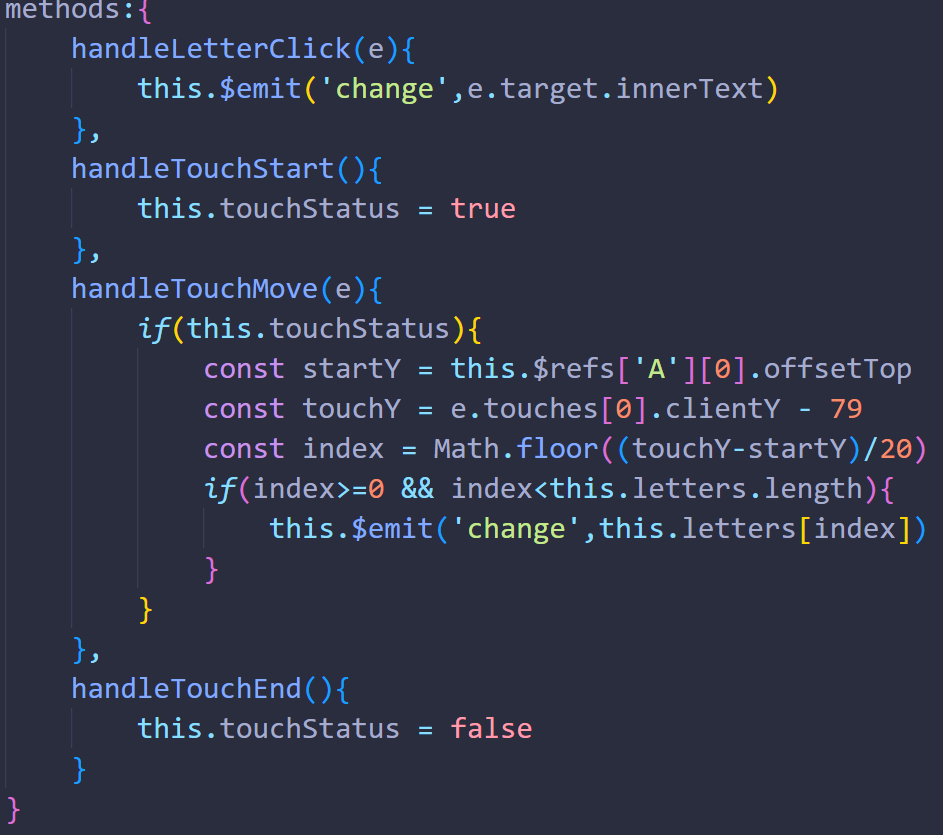 methods:{
    handleLetterClick(e){
        this.$emit('change',e.target.innerText)
    },
    handleTouchStart(){
        this.touchStatus = true
    },
    handleTouchMove(e){
        if(this.touchStatus){
            const startY = this.$refs['A'][0].offsetTop
            const touchY = e.touches[0].clientY - 79
            const index = Math.floor((touchY-startY)/20)
            if(index>=0 && index<this.letters.length){
                this.$emit('change',this.letters[index])
            }
        }
    },
    handleTouchEnd(){
        this.touchStatus = false
    }
}